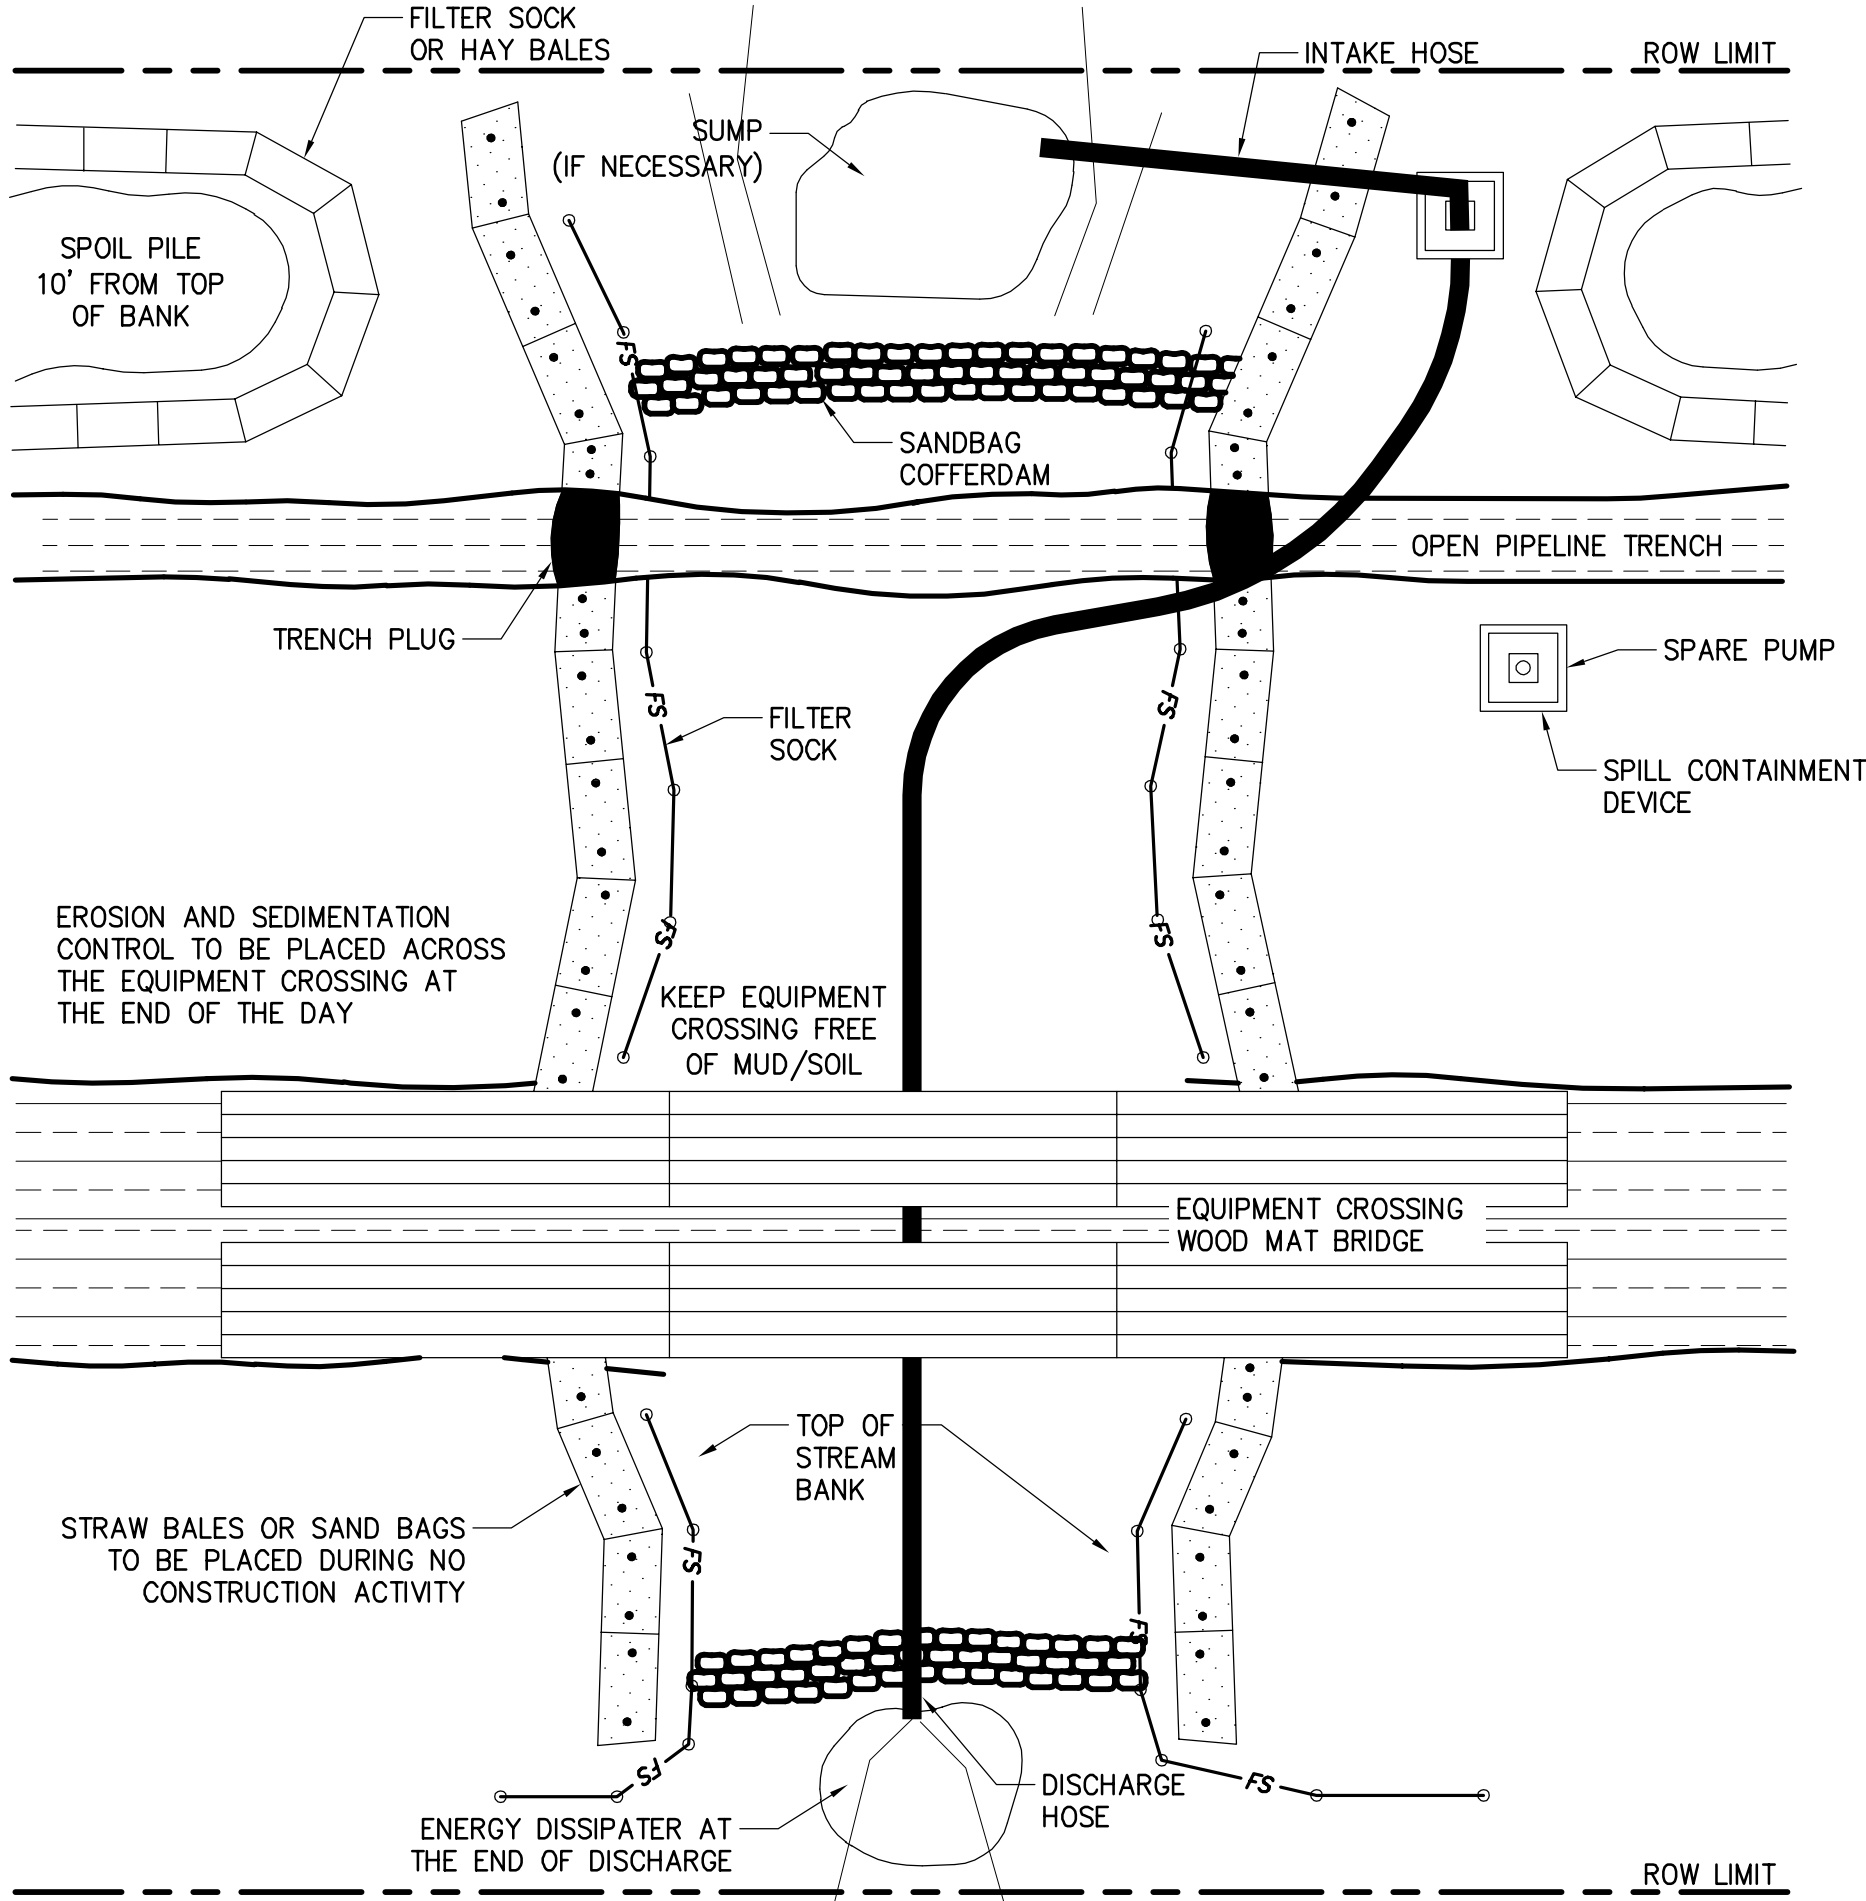 FILTER SOCK
OR HAY BALES
INTAKE HOSE
ROW LIMIT
SUMP
(IF NECESSARY)
SPOIL PILE
10' FROM TOP
OF BANK
FS
SANDBAG
COFFERDAM
OPEN PIPELINE TRENCH
TRENCH PLUG
SPARE PUMP
FS
FS
FILTER
SOCK
SPILL CONTAINMENT
DEVICE
EROSION AND SEDIMENTATION
CONTROL TO BE PLACED ACROSS
THE EQUIPMENT CROSSING AT
THE END OF THE DAY
FS
FS
KEEP EQUIPMENT
CROSSING FREE
OF MUD/SOIL
EQUIPMENT CROSSING
WOOD MAT BRIDGE
TOP OF
STREAM
BANK
STRAW BALES OR SAND BAGS
TO BE PLACED DURING NO
CONSTRUCTION ACTIVITY
FS
FS
FS
FS
DISCHARGE
HOSE
ENERGY DISSIPATER AT
THE END OF DISCHARGE
ROW LIMIT